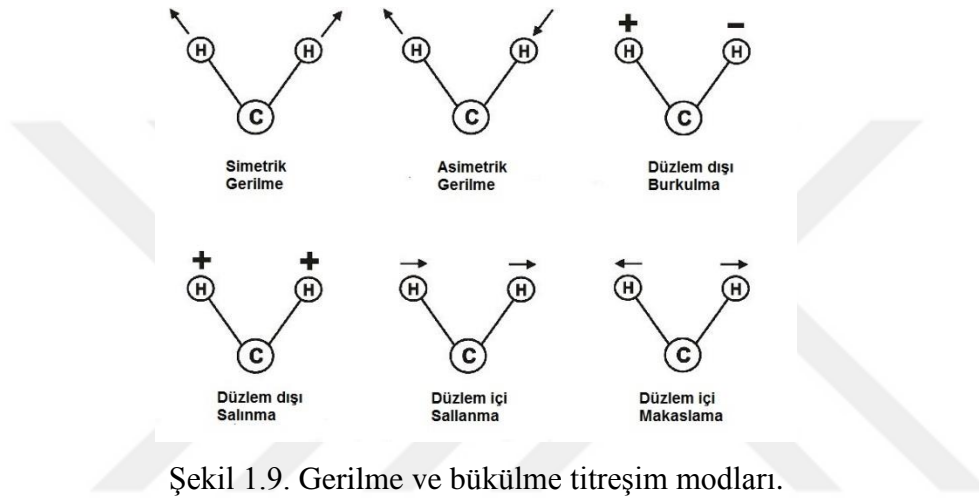 H H
C
Simetrik
Gerilme
H H
C
Asimetrik
Gerilme
+ −
H H
C
Düzlem dışı
Burkulma
+ +
H H
C
Düzlem dışı
Salınma
H H
C
Düzlem içi
Sallanma
H H
C
Düzlem içi
Makaslama
Şekil 1.9. Gerilme ve bükülme titreşim modları.